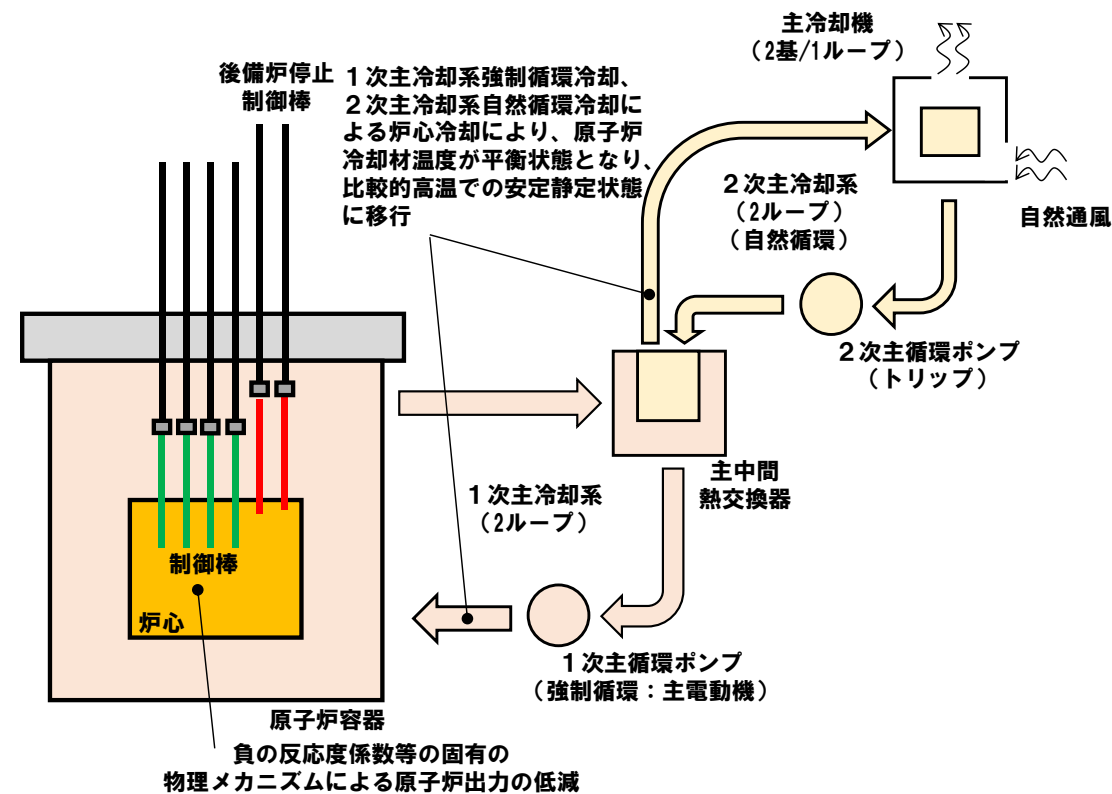 主冷却機
（2基/1ループ）
後備炉停止
制御棒
１次主冷却系強制循環冷却、
２次主冷却系自然循環冷却に
よる炉心冷却により、原子炉
冷却材温度が平衡状態となり、
比較的高温での安定静定状態
に移行
２次主冷却系
（2ループ）
（自然循環）
自然通風
２次主循環ポンプ
（トリップ）
主中間
熱交換器
１次主冷却系
（2ループ）
制御棒
炉心
１次主循環ポンプ
（強制循環：主電動機）
原子炉容器
負の反応度係数等の固有の
物理メカニズムによる原子炉出力の低減